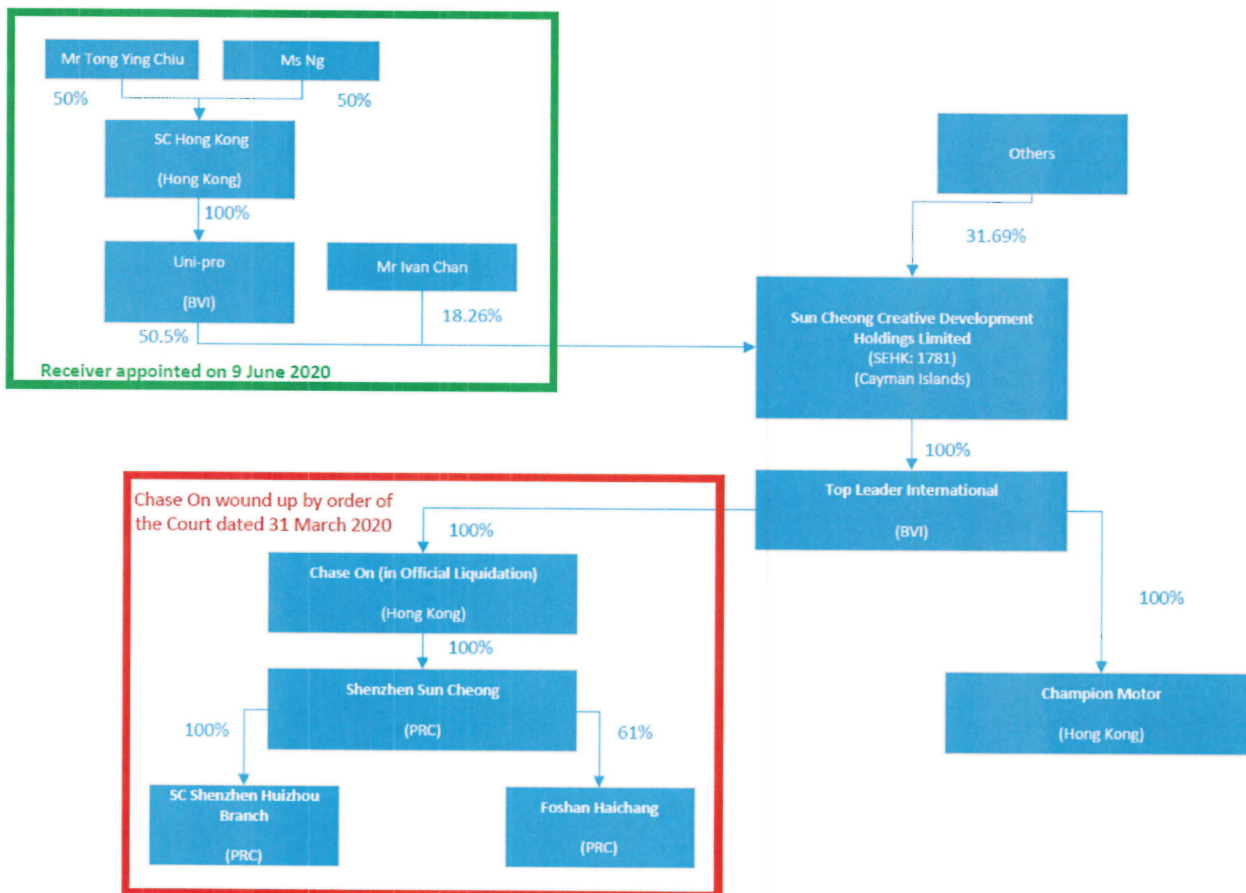 Mr Tong Ying Chiu
Ms Ng
50%
50%
SC Hong Kong
(Hong Kong)
100%
Uni-pro
(BVI)
Mr Ivan Chan
50.5%
18.26%
Receiver appointed on 9 June 2020
Others
31.69%
Sun Cheong Creative Development
Holdings Limited
(SEHK: 1781)
(Cayman Islands)
100%
Top Leader International
(BVI)
Chase On wound up by order of
the Court dated 31 March 2020
100%
Chase On (in Official Liquidation)
(Hong Kong)
100%
Shenzhen Sun Cheong
(PRC)
100%
61%
SC Shenzhen Huizhou
Branch
(PRC)
Foshan Haichang
(PRC)
100%
Champion Motor
(Hong Kong)